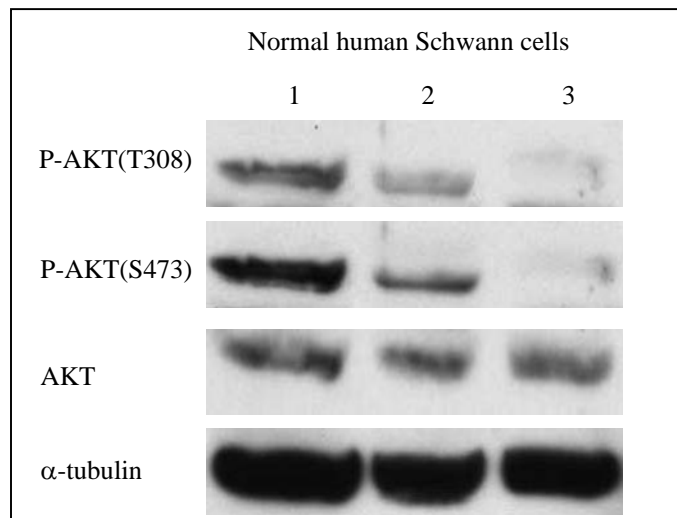 Normal human Schwann cells
1 2 3
P-AKT(T308)
P-AKT(S473)
AKT
α-tubulin